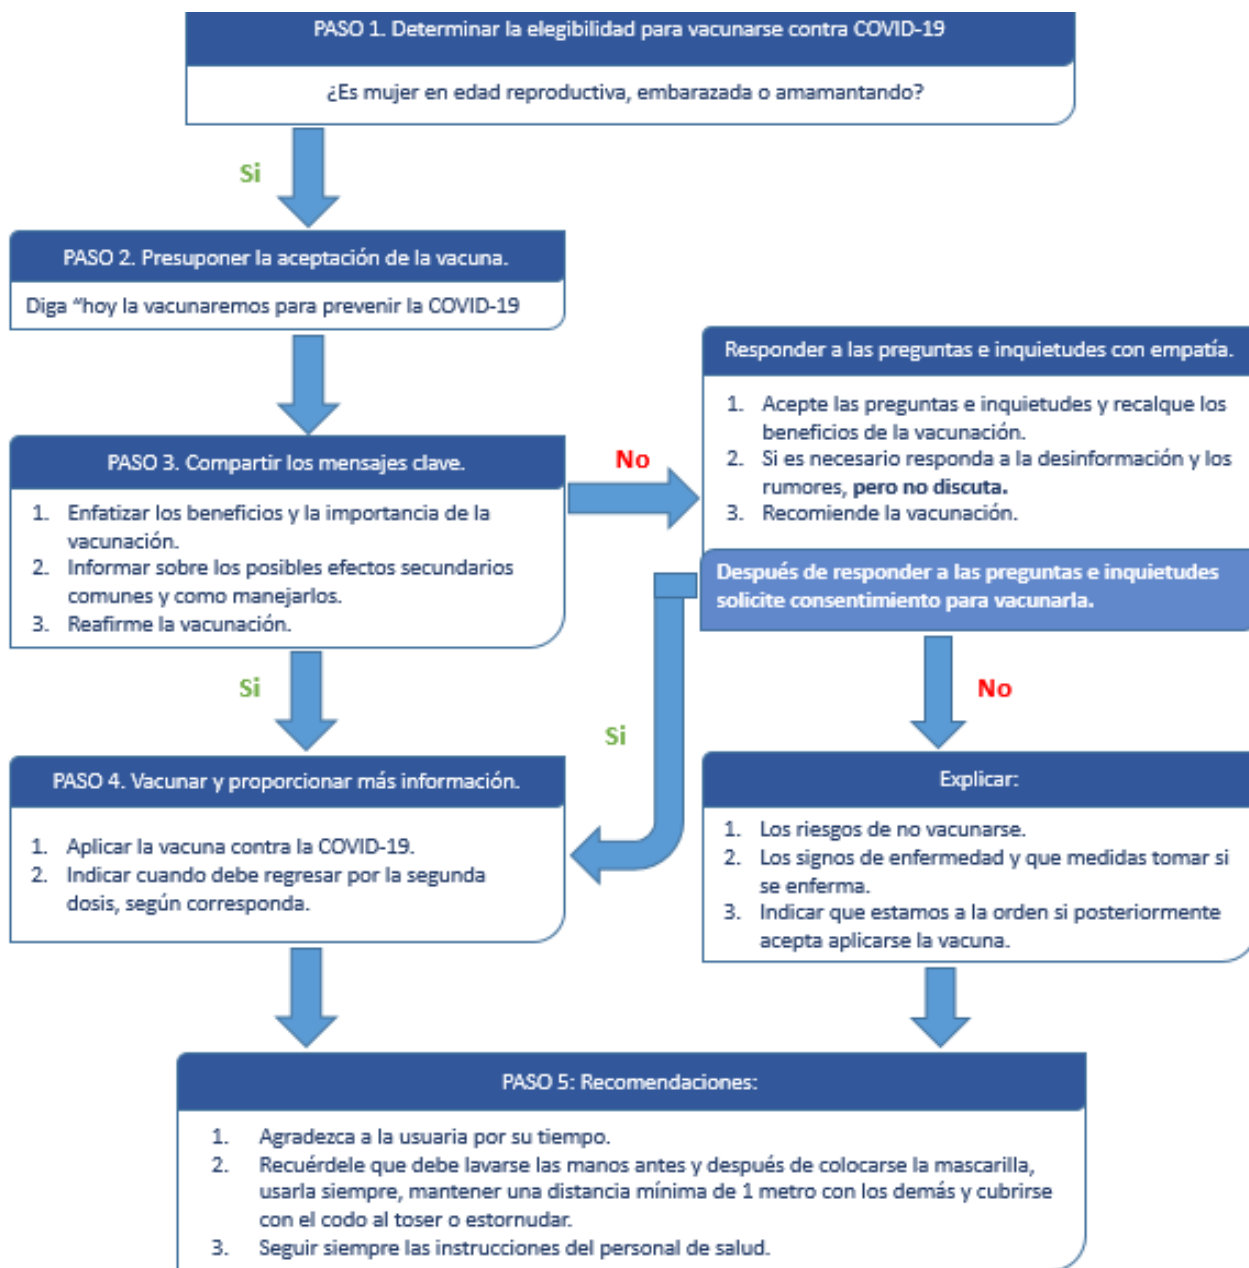 PASO 1. Determinar la elegibilidad para vacunarse contra COVID-19
¿Es mujer en edad reproductiva, embarazada o amamantando?
Si
PASO 2. Presuponer la aceptación de la vacuna.
Diga “hoy la vacunaremos para prevenir la COVID-19
PASO 3. Compartir los mensajes clave.
1. Enfatizar los beneficios y la importancia de la
vacunación.
2. Informar sobre los posibles efectos secundarios
comunes y como manejarlos.
3. Reafirme la vacunación.
No
Responder a las preguntas e inquietudes con empatía.
1. Acepte las preguntas e inquietudes y recalque los
beneficios de la vacunación.
2. Si es necesario responda a la desinformación y los
rumores, pero no discuta.
3. Recomiende la vacunación.
Después de responder a las preguntas e inquietudes
solicite consentimiento para vacunarla.
Si
Si
No
PASO 4. Vacunar y proporcionar más información.
1. Aplicar la vacuna contra la COVID-19.
2. Indicar cuando debe regresar por la segunda
dosis, según corresponda.
Explicar:
1. Los riesgos de no vacunarse.
2. Los signos de enfermedad y que medidas tomar si
se enferma.
3. Indicar que estamos a la orden si posteriormente
acepta aplicarse la vacuna.
PASO 5: Recomendaciones:
1. Agradezca a la usuaria por su tiempo.
2. Recuérdele que debe lavarse las manos antes y después de colocarse la mascarilla,
usarla siempre, mantener una distancia mínima de 1 metro con los demás y cubrirse
con el codo al toser o estornudar.
3. Seguir siempre las instrucciones del personal de salud.